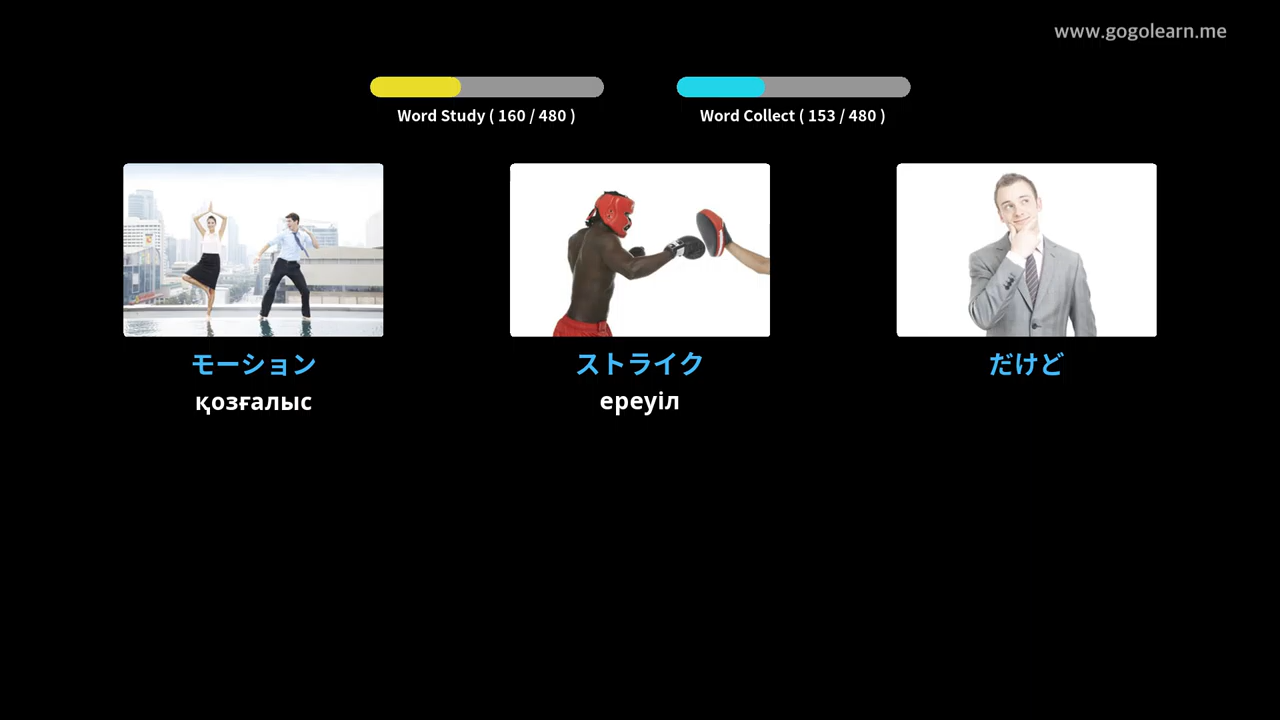 www.gogolearn.me
Word Study ( 160 / 480 )
Word Collect ( 153 / 480 )
モーション
қозғалыс
ストライク
ереуіл
だけど